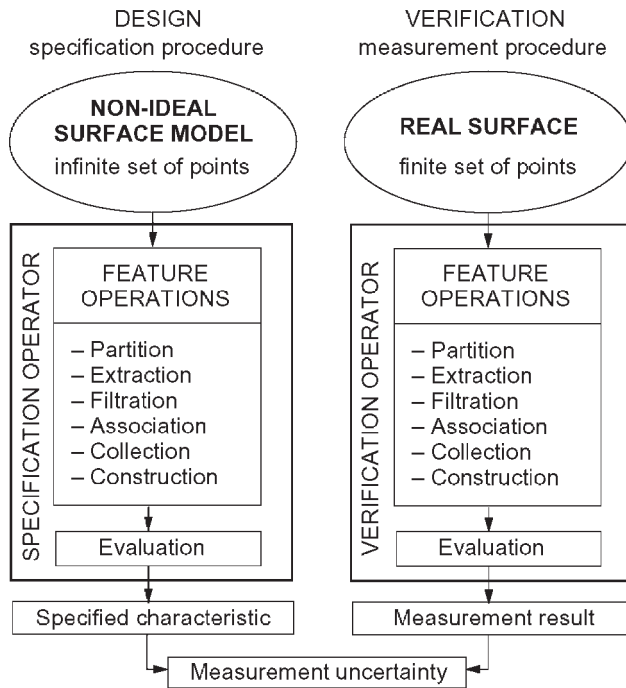 DESIGN
specification procedure
NON-IDEAL
SURFACE MODEL
infinite set of points
SPECIFICATION OPERATOR
FEATURE
OPERATIONS
– Partition
– Extraction
– Filtration
– Association
– Collection
– Construction
Evaluation
Specified characteristic
VERIFICATION
measurement procedure
REAL SURFACE
finite set of points
VERIFICATION OPERATOR
FEATURE
OPERATIONS
– Partition
– Extraction
– Filtration
– Association
– Collection
– Construction
Evaluation
Measurement result
Measurement uncertainty